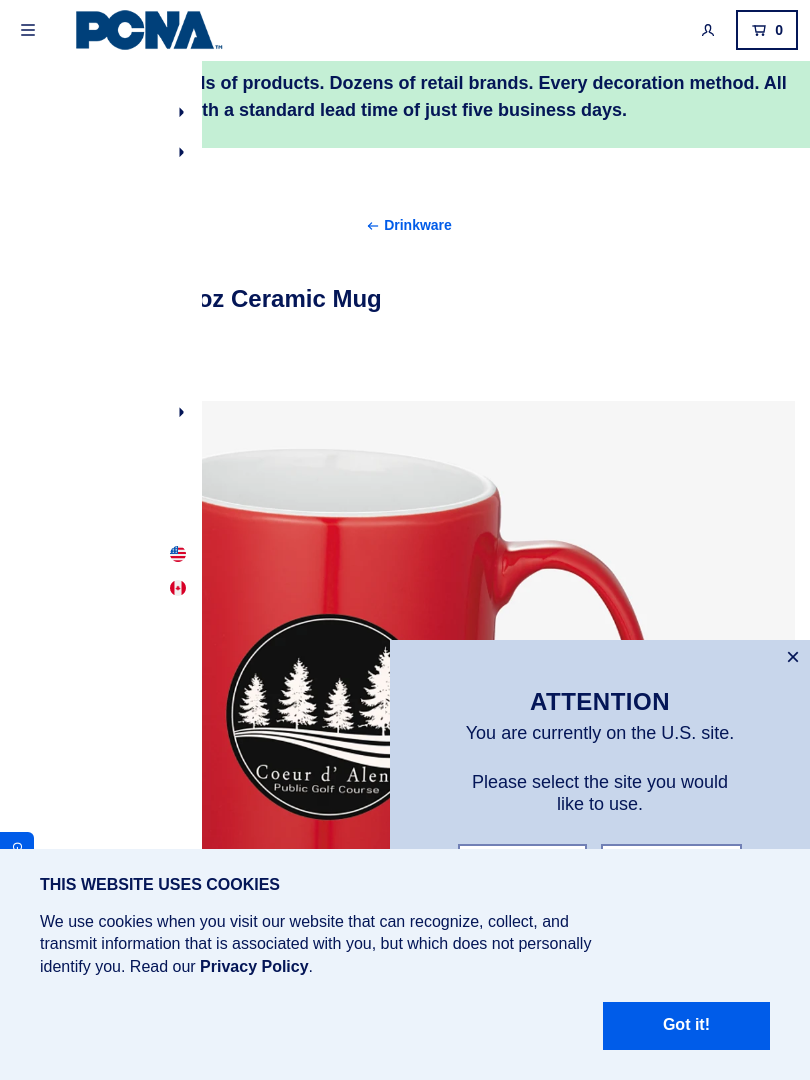 PCNA™
0
ls of products. Dozens of retail brands. Every decoration method. All
th a standard lead time of just five business days.
Drinkware
oz Ceramic Mug
Coeur d' Alen
Public Golf Course
ATTENTION
You are currently on the U.S. site.
Please select the site you would
like to use.
THIS WEBSITE USES COOKIES
We use cookies when you visit our website that can recognize, collect, and
transmit information that is associated with you, but which does not personally
identify you. Read our Privacy Policy.
Got it!